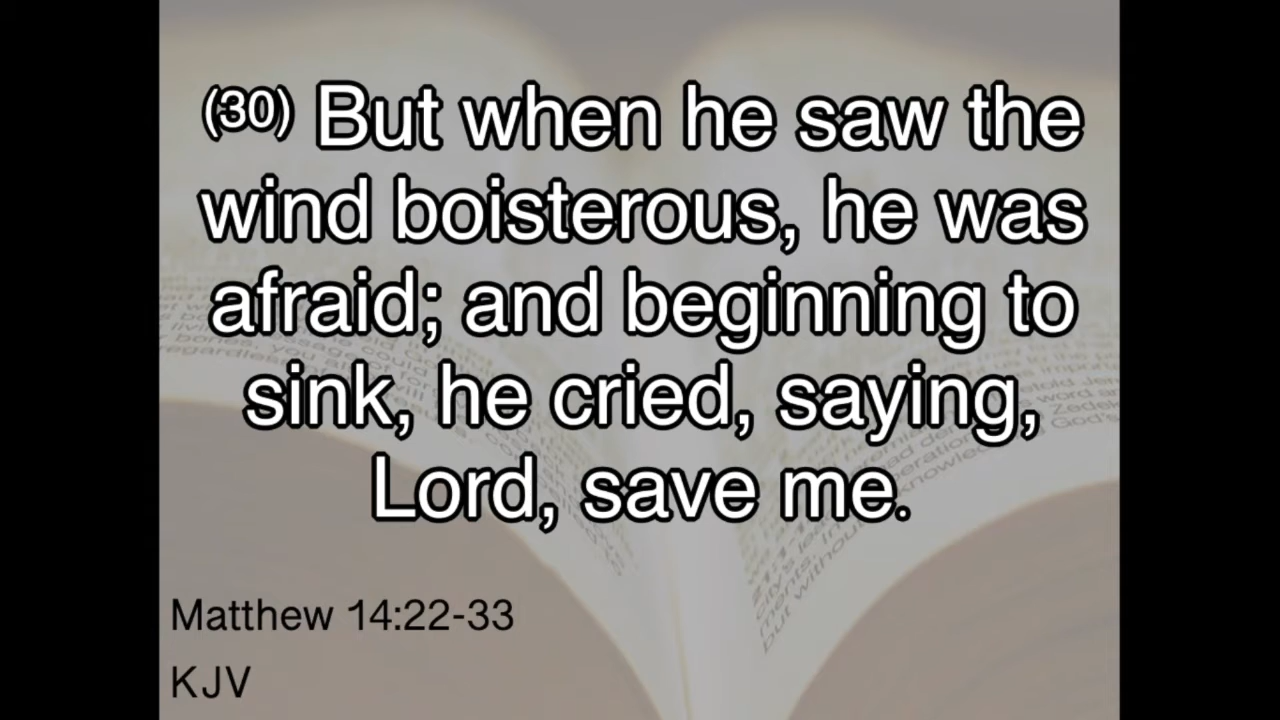 (30) But when he saw the
wind boisterous, he was
afraid; and beginning to
sink, he cried, saying,
Lord, save me.
Matthew 14:22-33
KJV